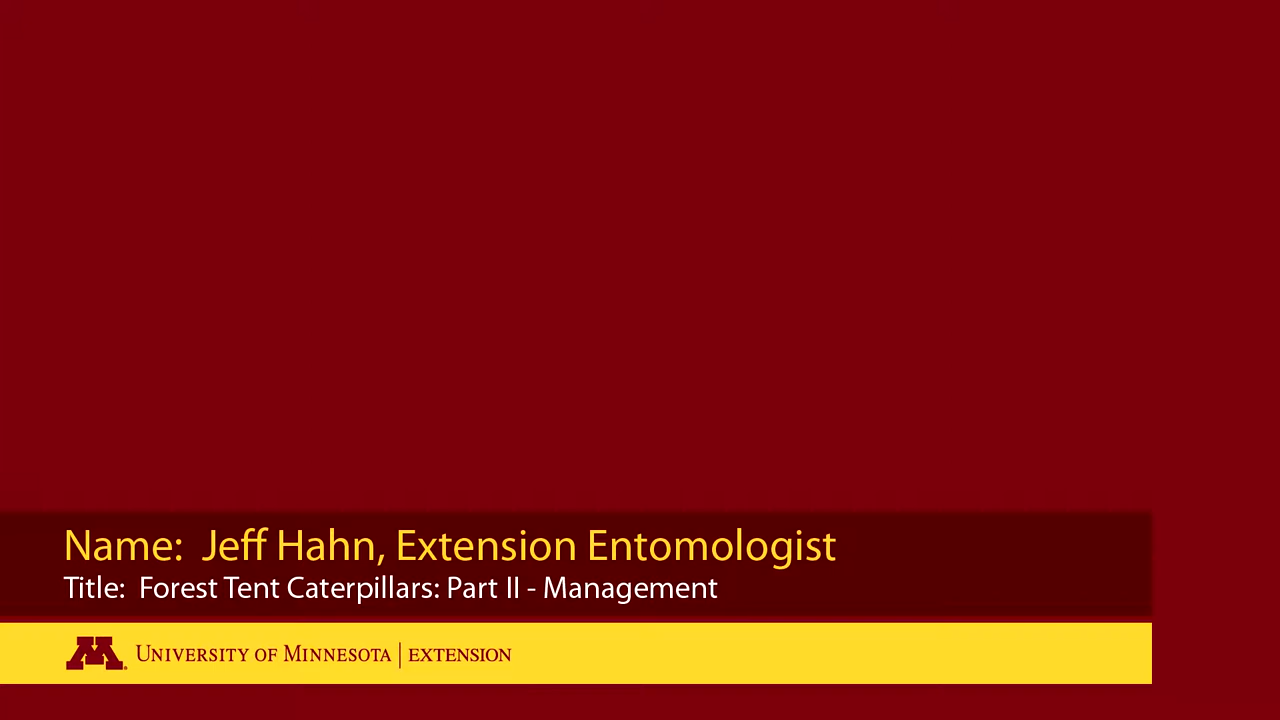 Name: Jeff Hahn, Extension Entomologist
Title: Forest Tent Caterpillars: Part II - Management
M UNIVERSITY OF MINNESOTA | EXTENSION